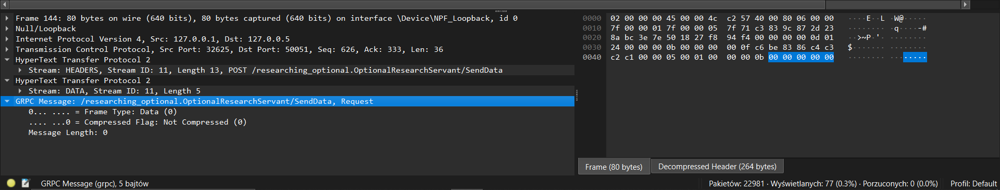 Frame 144: 80 bytes on wire (640 bits), 80 bytes captured (640 bits) on interface \Device\NPF_Loopback, id 0
Null/Loopback
Internet Protocol Version 4, Src: 127.0.0.1, Dst: 127.0.0.5
Transmission Control Protocol, Src Port: 32625, Dst Port: 50051, Seq: 626, Ack: 333, Len: 36
HyperText Transfer Protocol 2
Stream: HEADERS, Stream ID: 11, Length 13, POST /researching_optional.OptionalResearchServant/SendData
HyperText Transfer Protocol 2
Stream: DATA, Stream ID: 11, Length 5
GRPC Message: /researching_optional.OptionalResearchServant/SendData, Request
0... .... = Frame Type: Data (0)
.... ...0 = Compressed Flag: Not Compressed (0)
Message Length: 0
0000 02 00 00 00 45 00 00 4c c2 57 40 00 80 06 00 00 ····E··L ·W@·····
0010 7f 00 00 01 7f 00 00 05 7f 71 c3 83 9c 87 2d 23 ········ ·q····-#
0020 8a bc 3e 7e 50 18 27 f8 94 f4 00 00 00 00 0d 01 ··>~P·'· ········
0030 24 00 00 00 0b 00 00 00 00 0f c6 be 83 86 c4 c3 $······· ········
0040 c2 c1 00 00 05 00 01 00 00 00 0b 00 00 00 00 00 ········ ········
Frame (80 bytes)
Decompressed Header (264 bytes)
GRPC Message (grpc), 5 bajtów
Pakietów: 22981 · Wyświetlanych: 77 (0.3%) · Porzuconych: 0 (0.0%)
Profil: Default